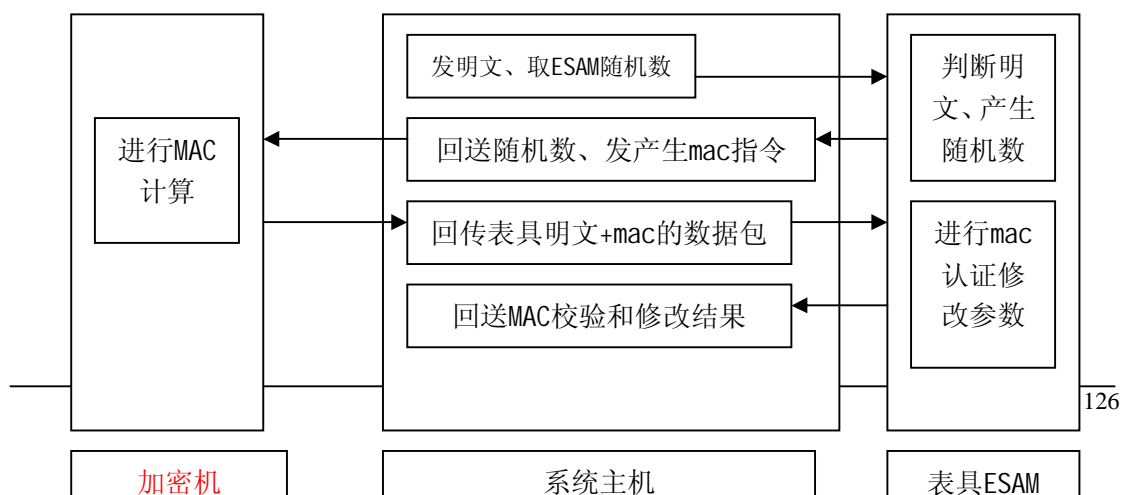 发明文、取ESAM随机数
判断明
文、产生
随机数
进行MAC
计算
回送随机数、发产生mac指令
回传表具明文+mac的数据包
进行mac
认证修
改参数
回送MAC校验和修改结果
126
加密机
系统主机
表具ESAM